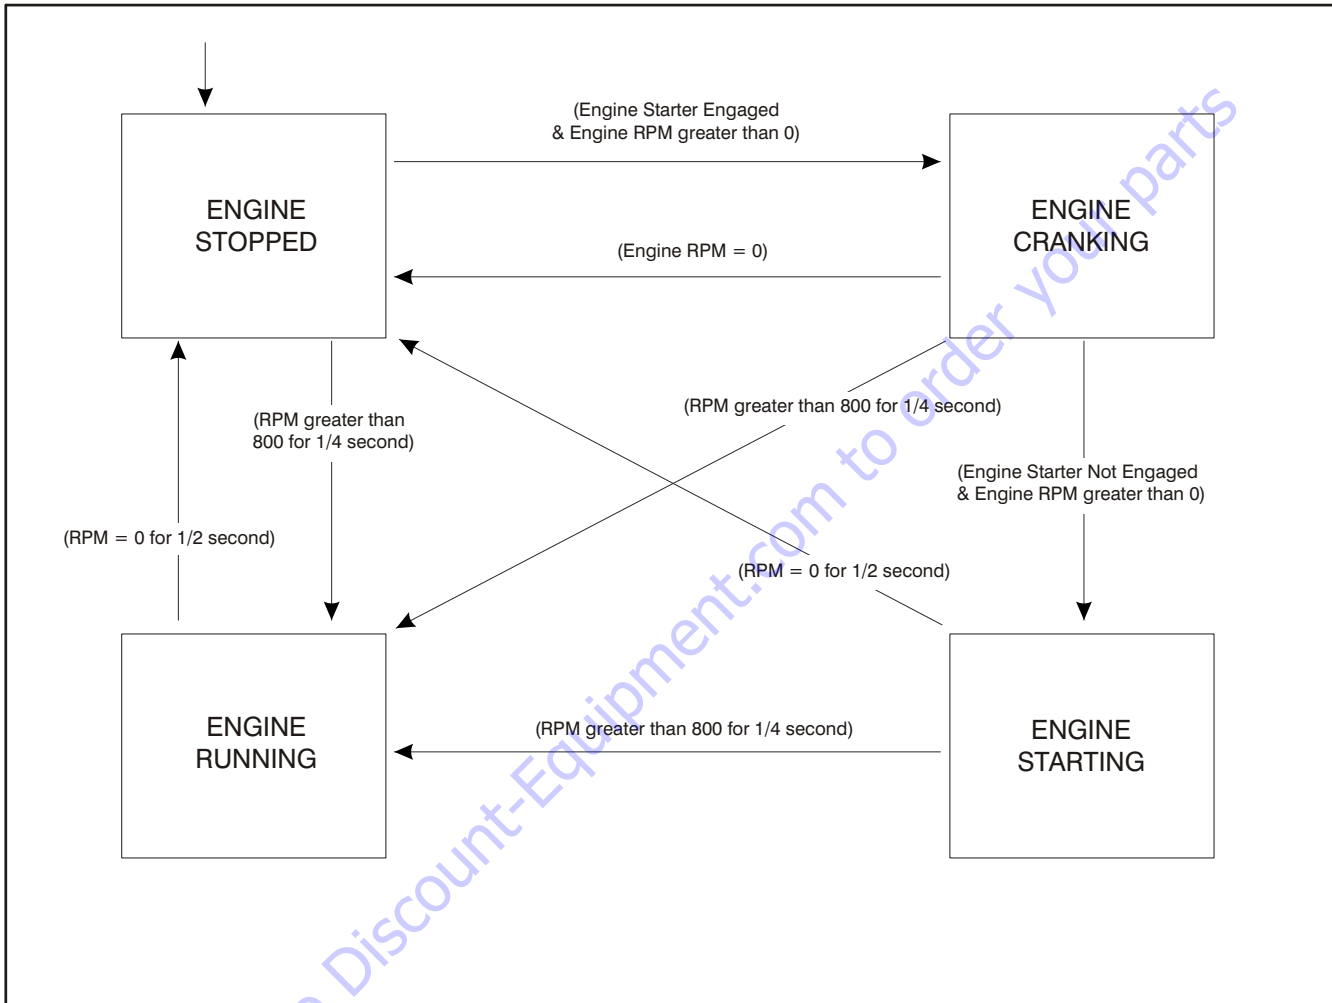 (Engine Starter Engaged
& Engine RPM greater than 0)
ENGINE
STOPPED
ENGINE
CRANKING
(Engine RPM = 0)
(RPM greater than
800 for 1/4 second)
(RPM greater than 800 for 1/4 second)
(Engine Starter Not Engaged
& Engine RPM greater than 0)
(RPM = 0 for 1/2 second)
(RPM = 0 for 1/2 second)
ENGINE
RUNNING
(RPM greater than 800 for 1/4 second)
ENGINE
STARTING
Discount-Equipment.com to order your parts